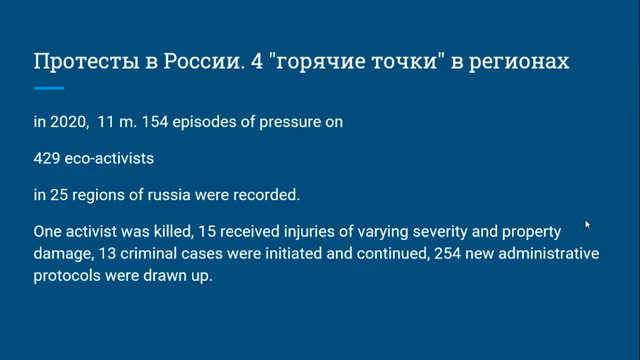 Протесты в России. 4 "горячие точки" в регионах
in 2020,  11 m. 154 episodes of pressure on
429 eco-activists
in 25 regions of russia were recorded.
One activist was killed, 15 received injuries of varying severity and property
damage, 13 criminal cases were initiated and continued, 254 new administrative
protocols were drawn up.